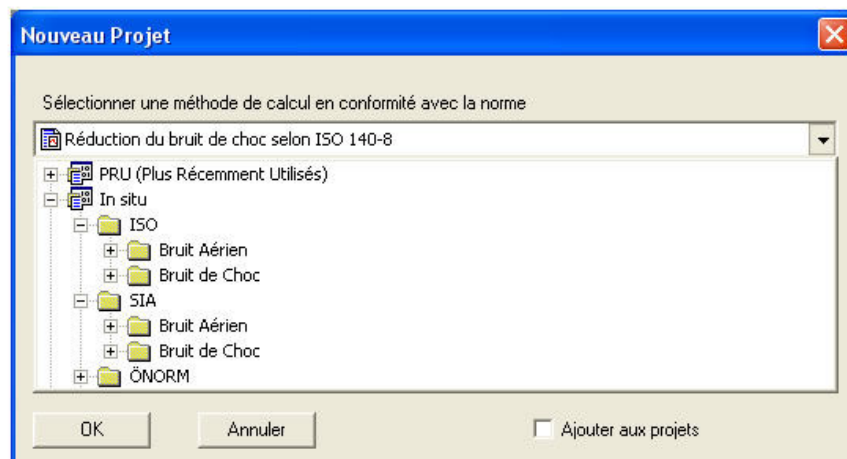 Nouveau Projet
Sélectionner une méthode de calcul en conformité avec la norme
Réduction du bruit de choc selon ISO 140-8
PRU (Plus Récemment Utilisés)
In situ
ISO
Bruit Aérien
Bruit de Choc
SIA
Bruit Aérien
Bruit de Choc
ÖNORM
OK Annuler Ajouter aux projets